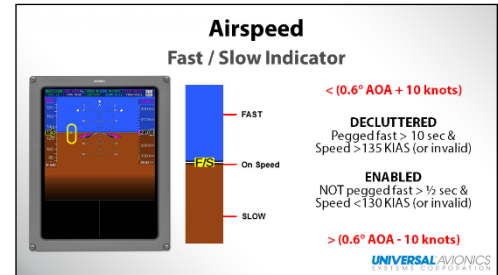 Airspeed
Fast / Slow Indicator
FAST
F/S
On Speed
SLOW
< (0.6° AOA + 10 knots)
DECLUTTERED
Pegged fast > 10 sec &
Speed >135 KIAS (or invalid)
ENABLED
NOT pegged fast > ½ sec &
Speed <130 KIAS (or invalid)
> (0.6° AOA - 10 knots)
UNIVERSAL AVIONICS
SYSTEMS CORPORATION